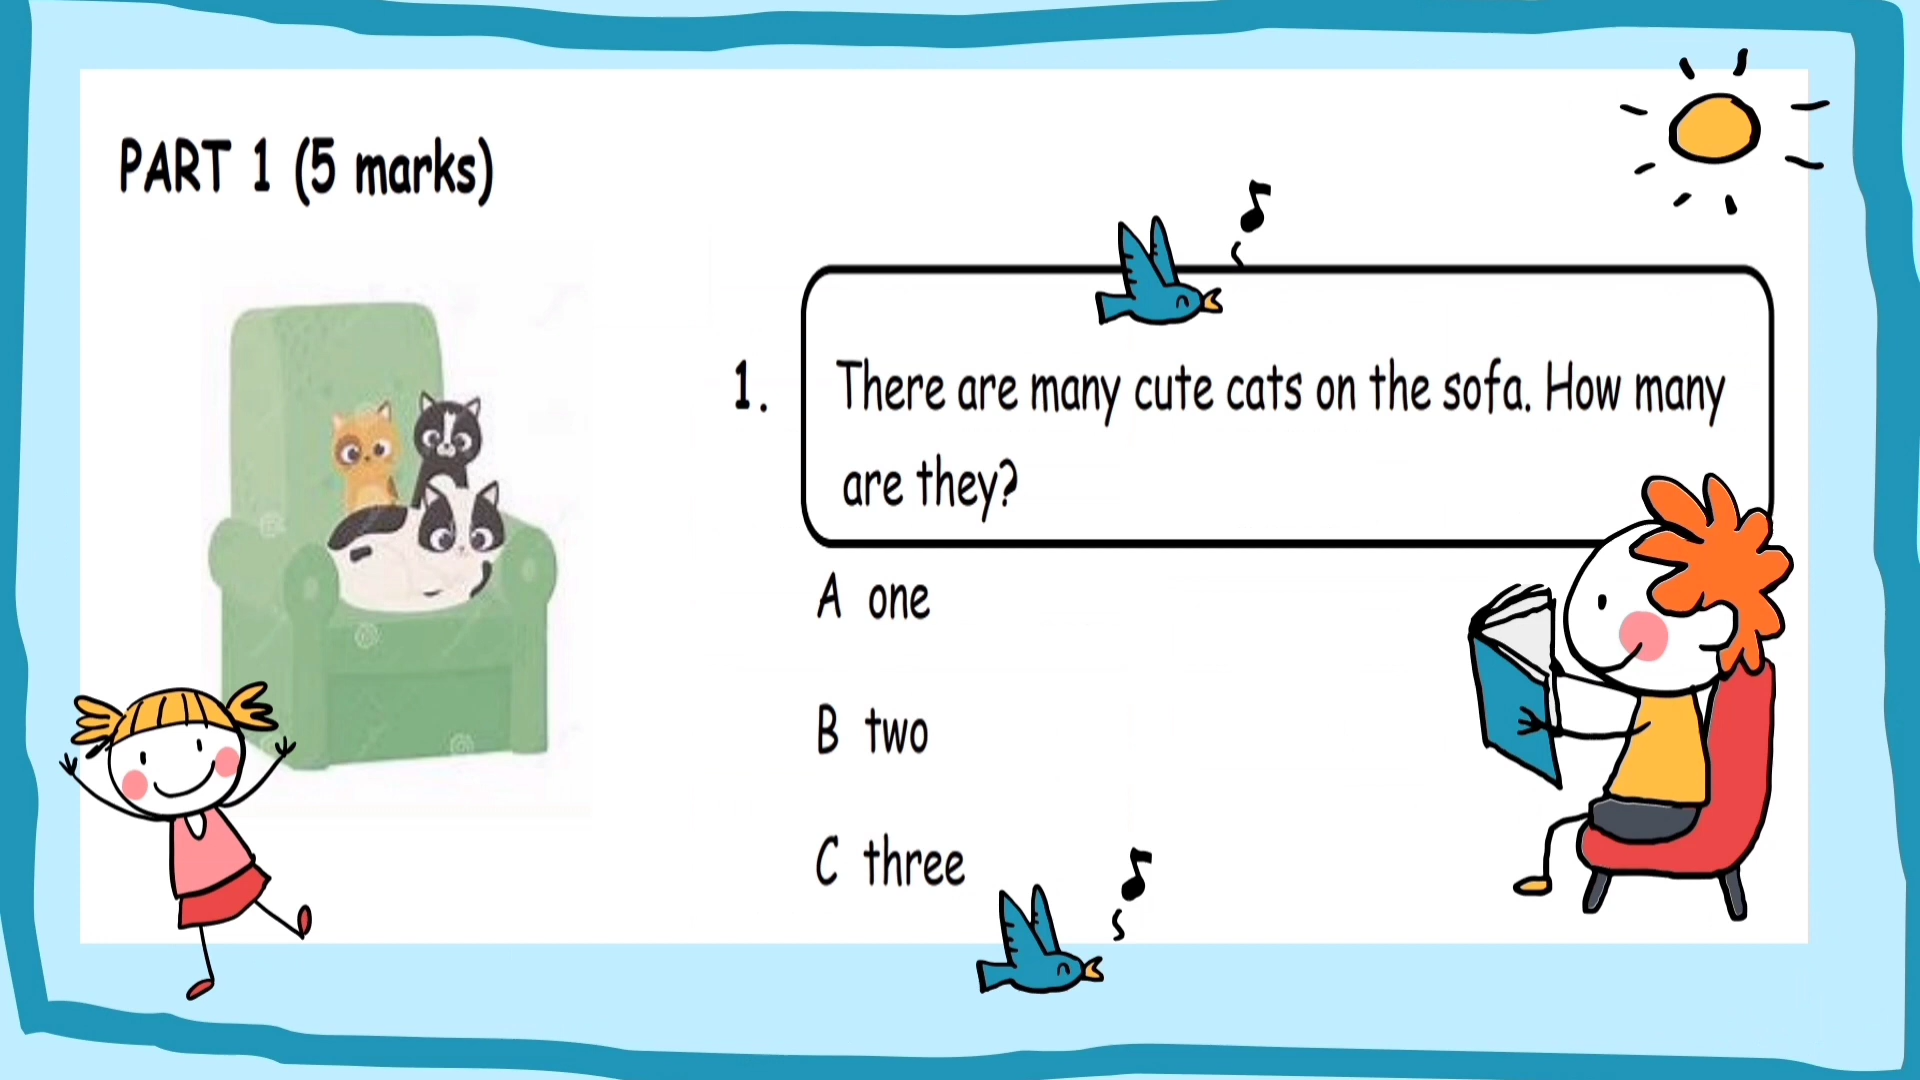 PART 1 (5 marks)
1.
There are many cute cats on the sofa. How many
are they?
A one
B two
C three